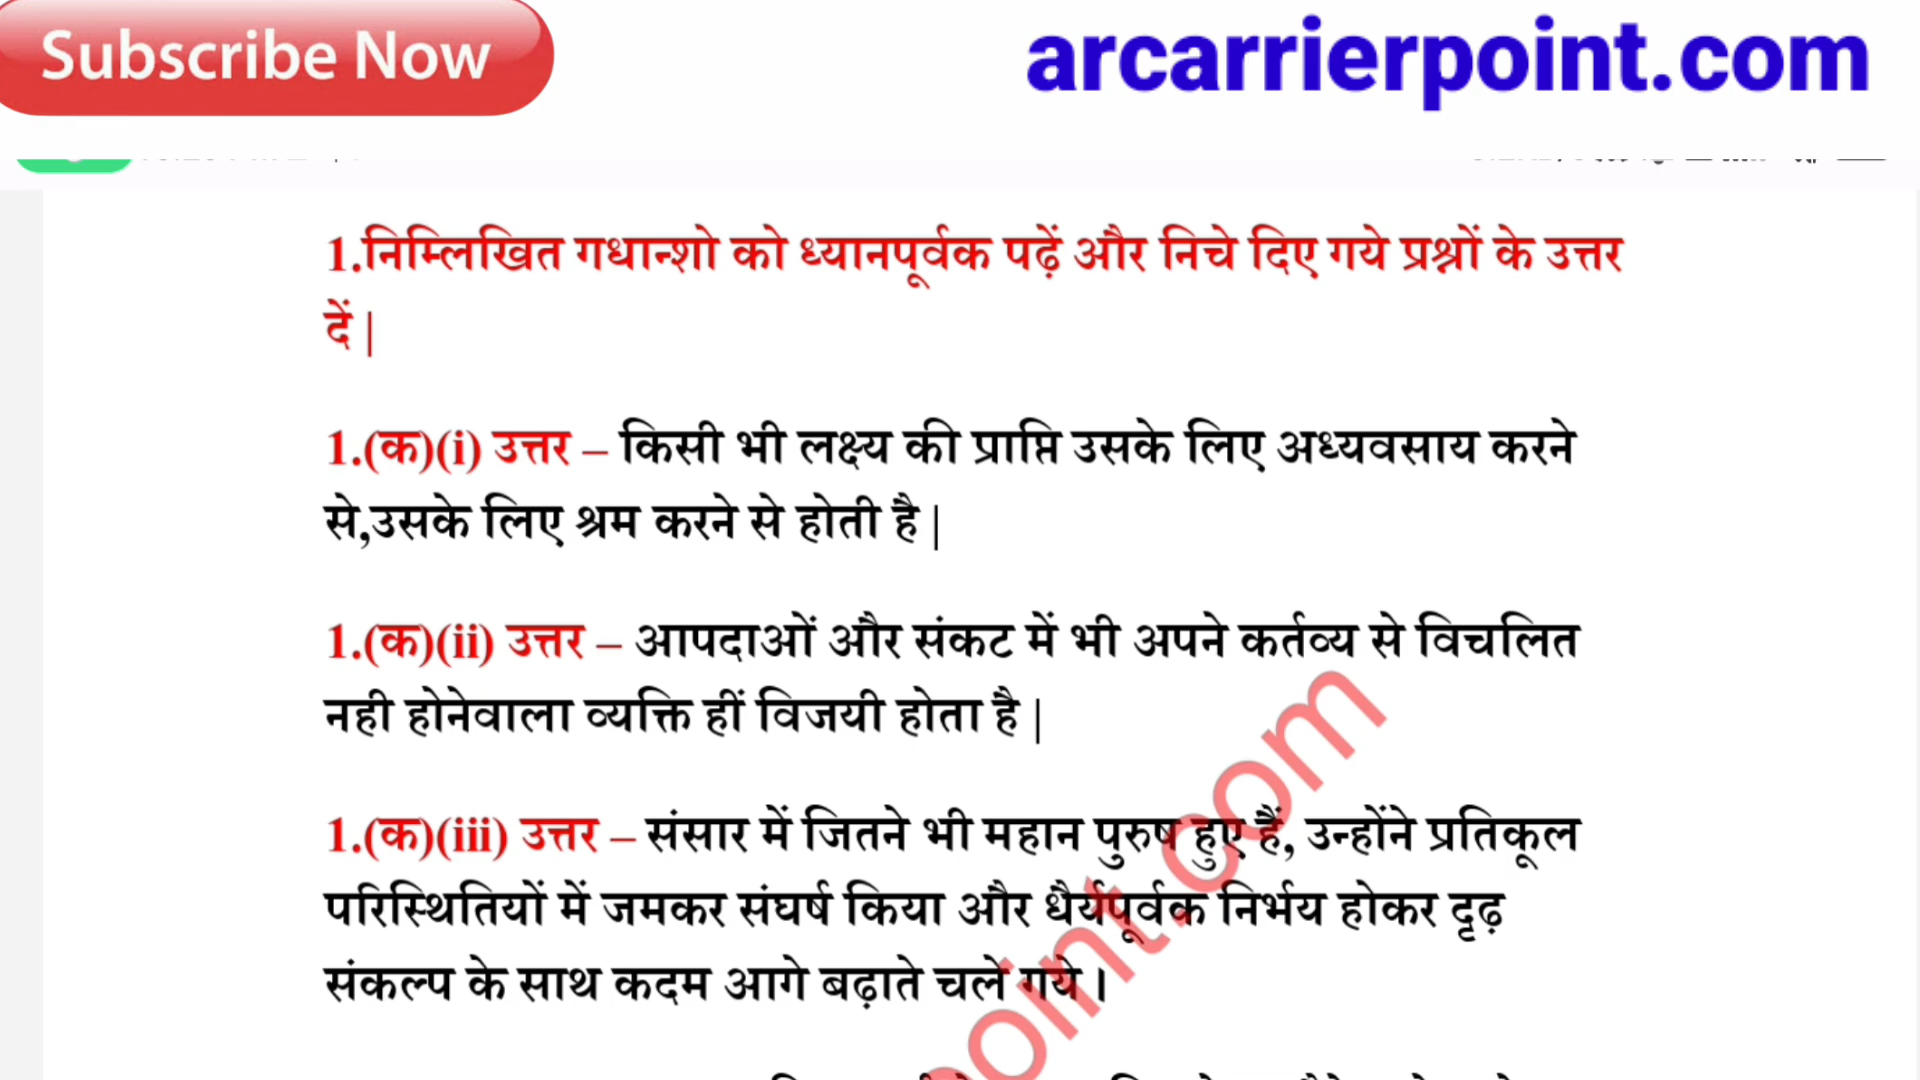 Subscribe Now
arcarrierpoint.com
1.निम्लिखित गधान्शो को ध्यानपूर्वक पढ़ें और निचे दिए गये प्रश्नों के उत्तर
दें |
1.(क)(i) उत्तर – किसी भी लक्ष्य की प्राप्ति उसके लिए अध्यवसाय करने
से,उसके लिए श्रम करने से होती है |
1.(क)(ii) उत्तर – आपदाओं और संकट में भी अपने कर्तव्य से विचलित
नही होनेवाला व्यक्ति हीं विजयी होता है |
1.(क)(iii) उत्तर – संसार में जितने भी महान पुरुष हुए हैं, उन्होंने प्रतिकूल
परिस्थितियों में जमकर संघर्ष किया और धैर्यपूर्वक निर्भय होकर दृढ़
संकल्प के साथ कदम आगे बढ़ाते चले गये ।
oint.com